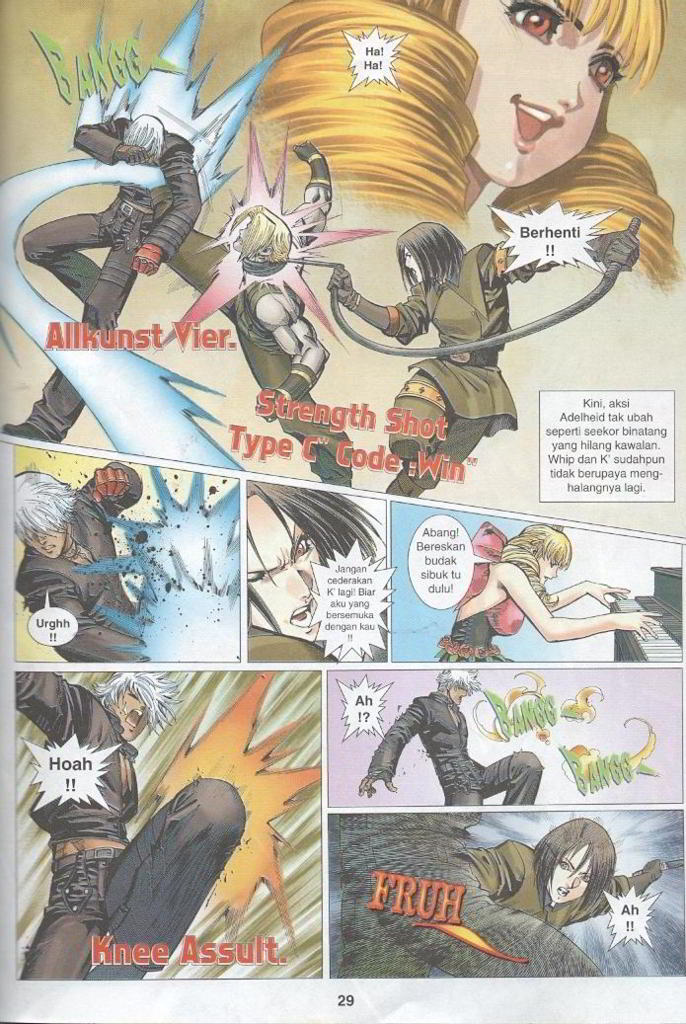 BANGG
Ha!
Ha!
Berhenti
!!
Allkunst Vier.
Strength Shot
Type C" Code :Win"
Kini, aksi
Adelheid tak ubah
seperti seekor binatang
yang hilang kawalan.
Whip dan K' sudahpun
tidak berupaya meng-
halangnya lagi.
Urghh
!!
Jangan
cederakan
K' lagi! Biar
aku yang
bersemuka
dengan kau
!!
Abang!
Bereskan
budak
sibuk tu
dulu!
Hoah
!!
Knee Assult.
Ah
!?
BANGG
BANGG
FRUH
Ah
!!
29